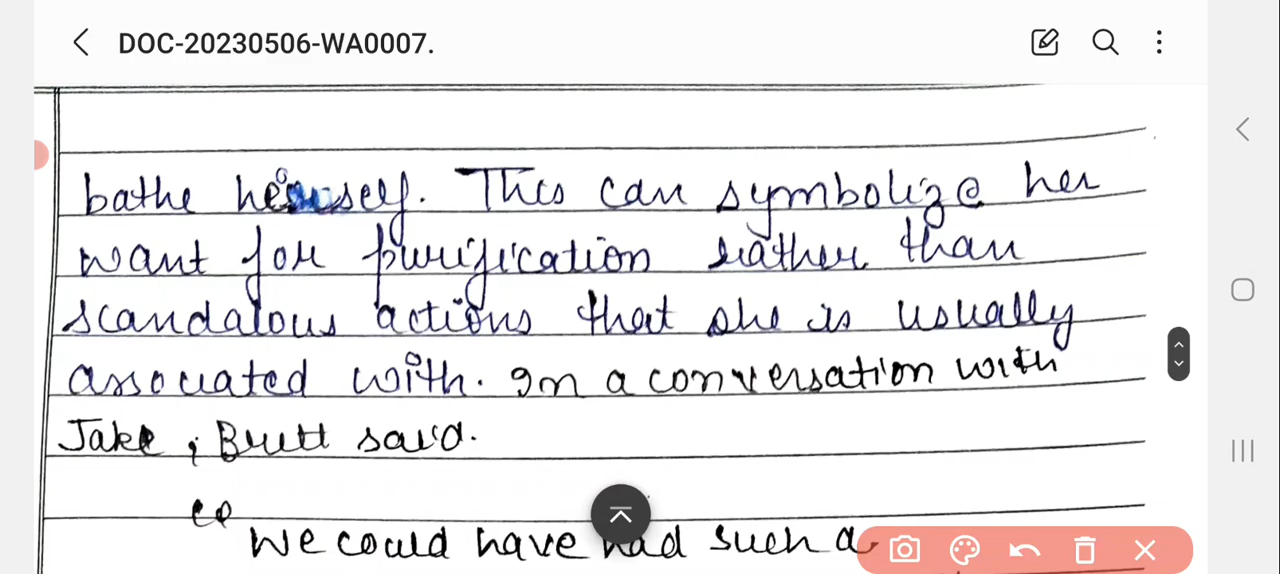 DOC-20230506-WA0007.
bathe herself. This can symbolize her
want for purification rather than
scandalous actions that she is usually
associated with. In a conversation with
Jake, Brett said.
"
We could have had such a